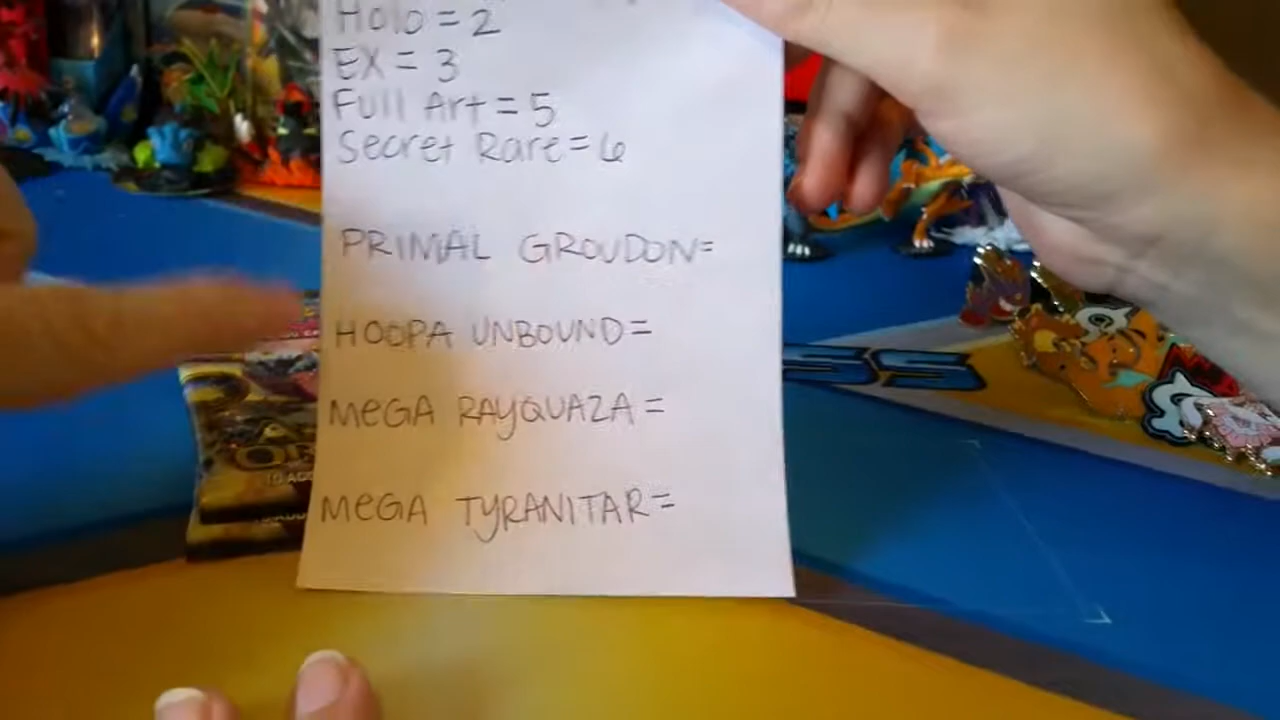 Holo = 2
EX = 3
Full Art = 5
Secret Rare = 6
PRIMAL GROUDON=
HOOPA UNBOUND=
MEGA RAYQUAZA =
MEGA TYRANITAR=